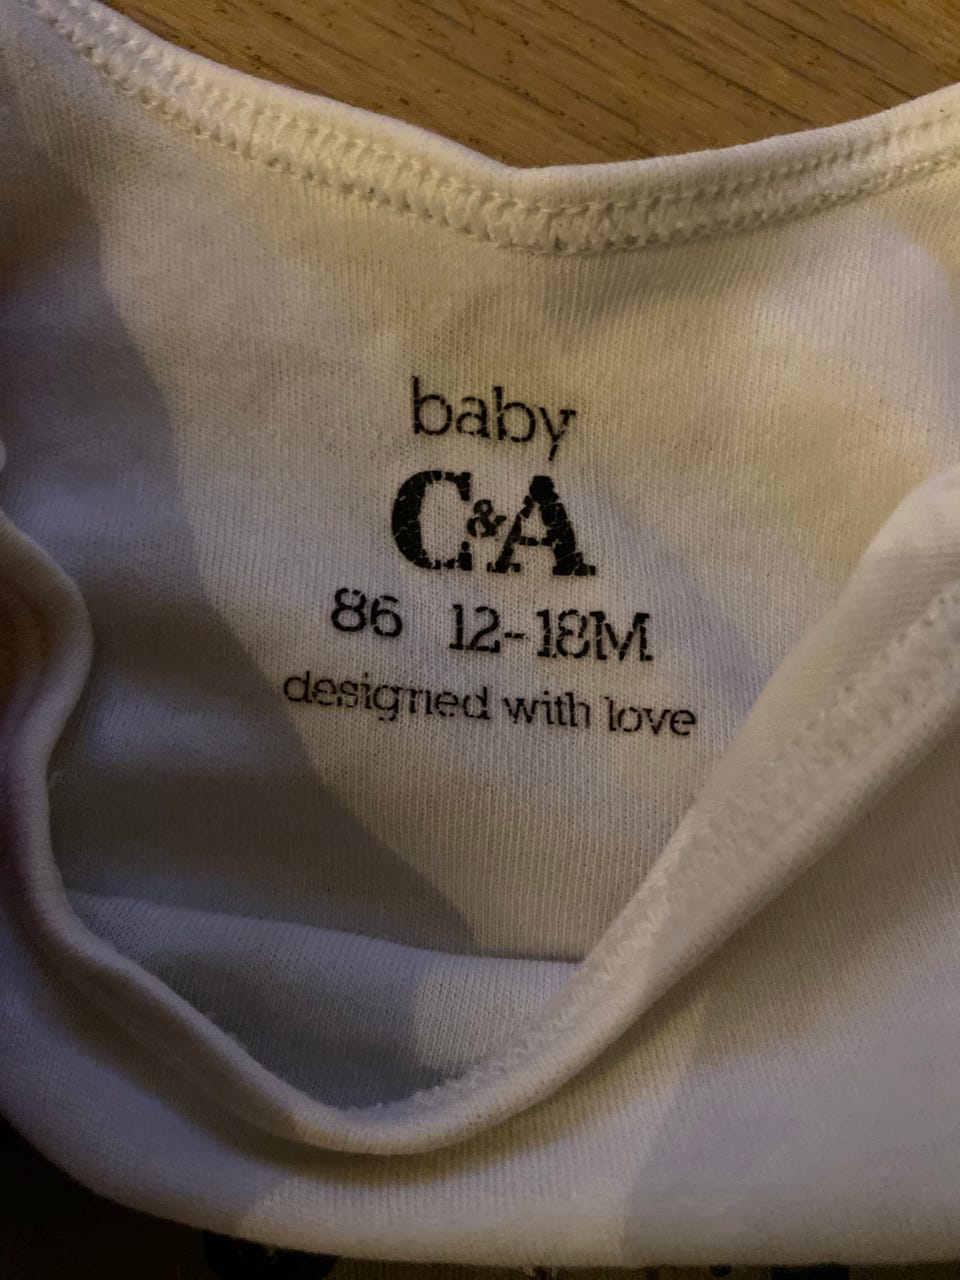 baby
C&A
86 12-18M
designed with love